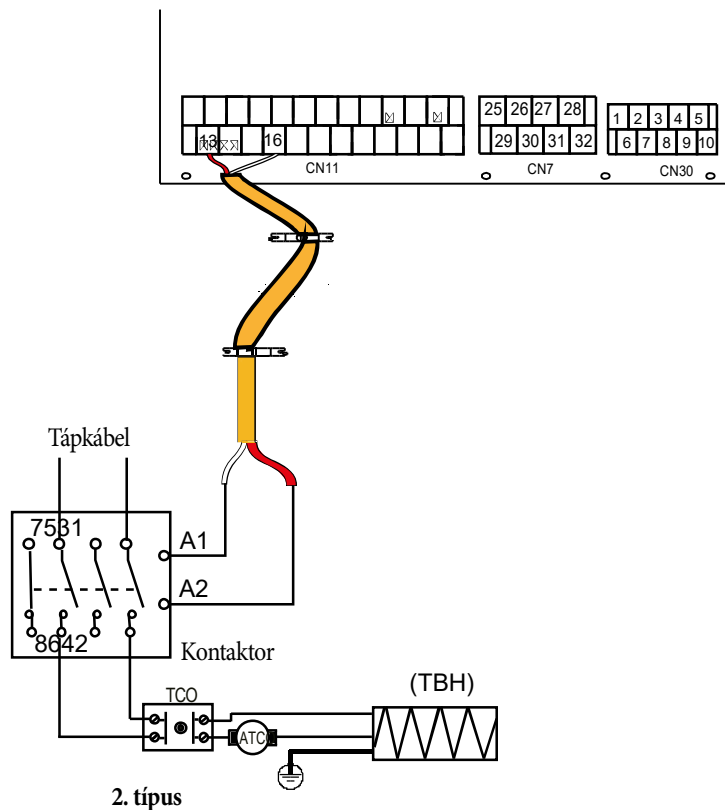 25 26 27 28
1 2 3 4 5
13 16
29 30 31 32
6 7 8 9 10
CN11 CN7 CN30
Tápkábel
7531
A1
A2
8642
Kontaktor
TCO
(TBH)
ATC
2. típus